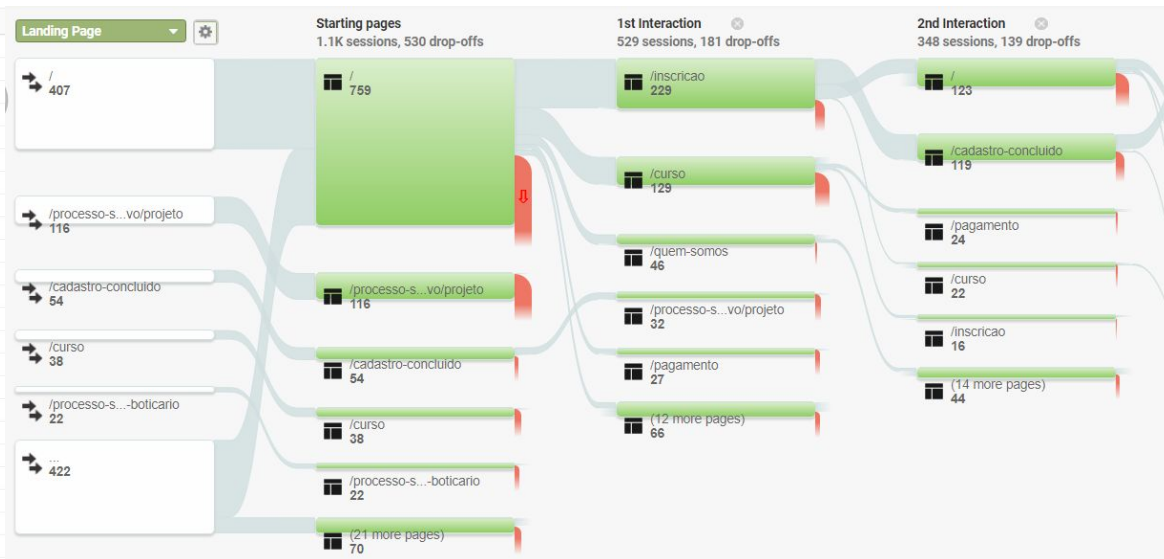 Landing Page
/
407
/processo-s...vo/projeto
116
/cadastro-concluido
54
/curso
38
/processo-s...-boticario
22
...
422
Starting pages
1.1K sessions, 530 drop-offs
/
759
/processo-s...vo/projeto
116
/cadastro-concluido
54
/curso
38
/processo-s...-boticario
22
(21 more pages)
70
1st Interaction
529 sessions, 181 drop-offs
/inscricao
229
/curso
129
/quem-somos
46
/processo-s...vo/projeto
32
/pagamento
27
(12 more pages)
66
2nd Interaction
348 sessions, 139 drop-offs
/
123
/cadastro-concluido
119
/pagamento
24
/curso
22
/inscricao
16
(14 more pages)
44